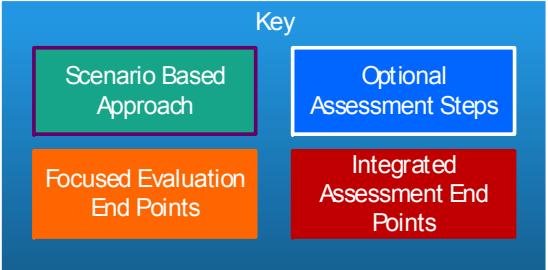 Key
Scenario Based
Approach
Optional
Assessment Steps
Focused Evaluation
End Points
Integrated
Assessment End
Points